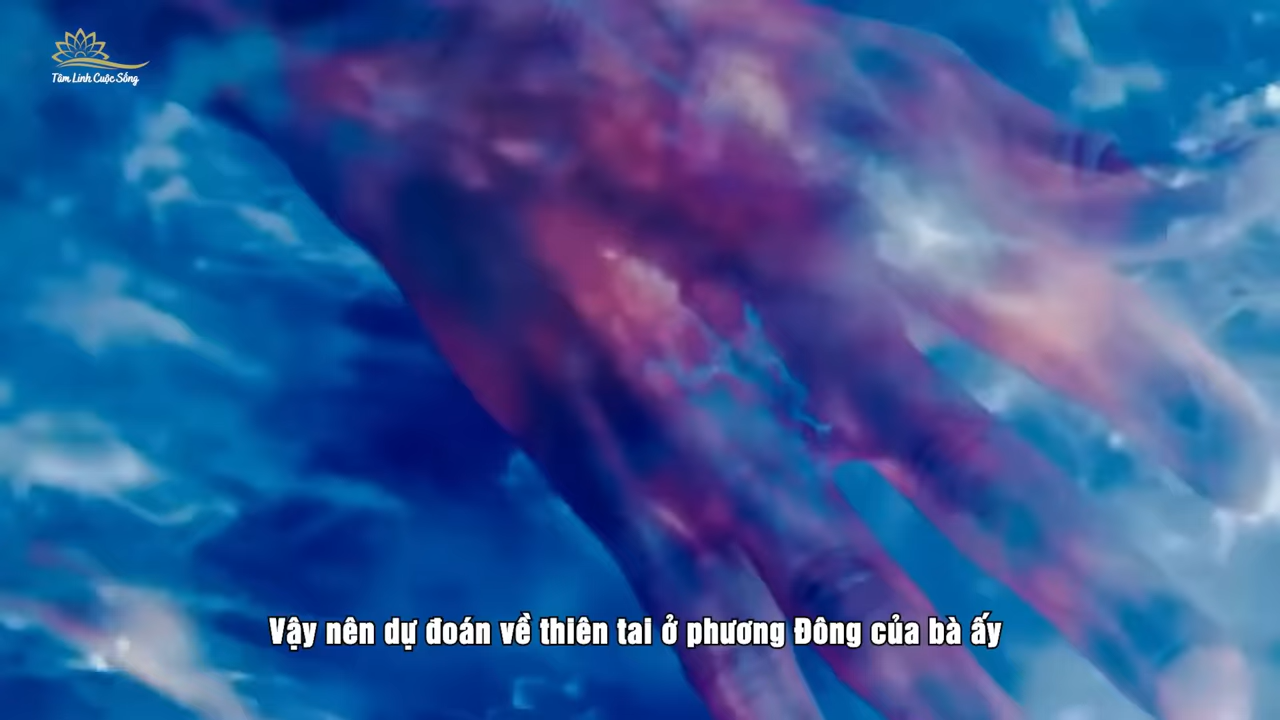 Tâm Linh Cuộc Sống
Vậy nên dự đoán về thiên tai ở phương Đông của bà ấy